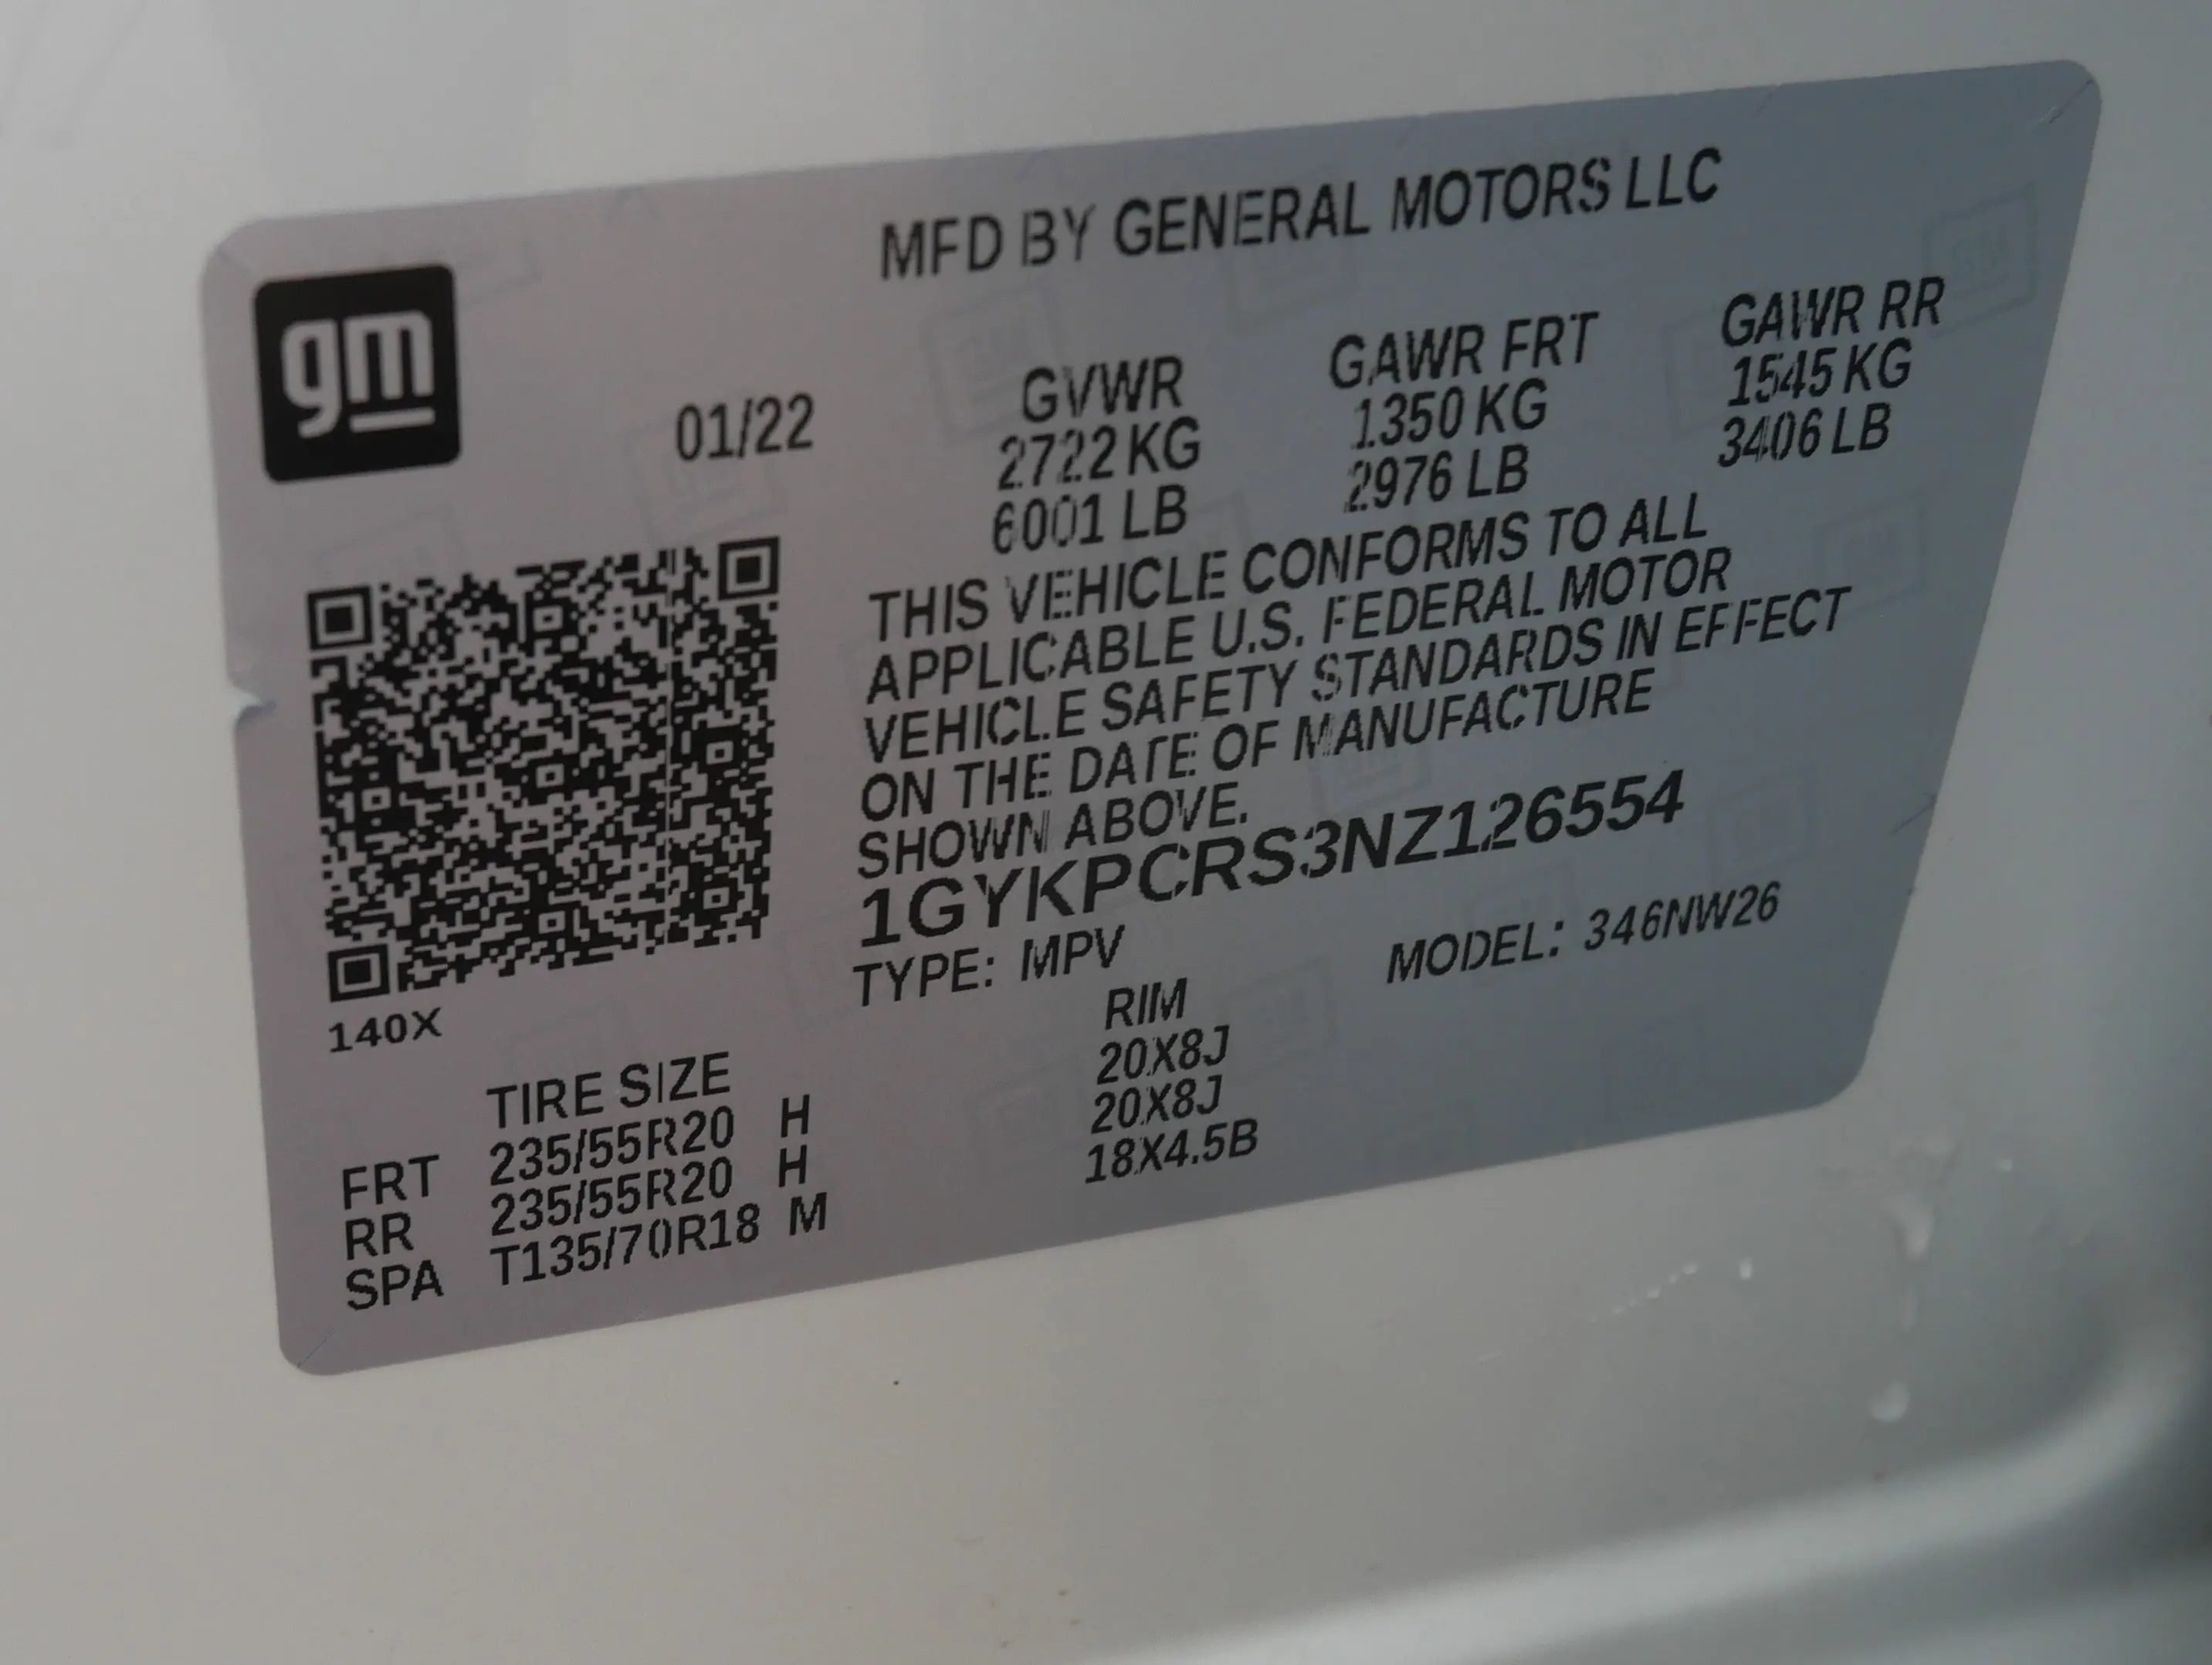 MFD BY GENERAL MOTORS LLC
gm
01/22
GVWR GAWR FRT GAWR RR
2722 KG 1350 KG 1545 KG
6001 LB 2976 LB 3406 LB
THIS VEHICLE CONFORMS TO ALL
APPLICABLE U.S. FEDERAL MOTOR
VEHICLE SAFETY STANDARDS IN EFFECT
ON THE DATE OF MANUFACTURE
SHOWN ABOVE.
1GYKPCRS3NZ126554
TYPE: MPV MODEL: 346NW26
140X
TIRE SIZE RIM
FRT 235/55R20 H 20X8J
RR 235/55R20 H 20X8J
SPA T135/70R18 M 18X4.5B